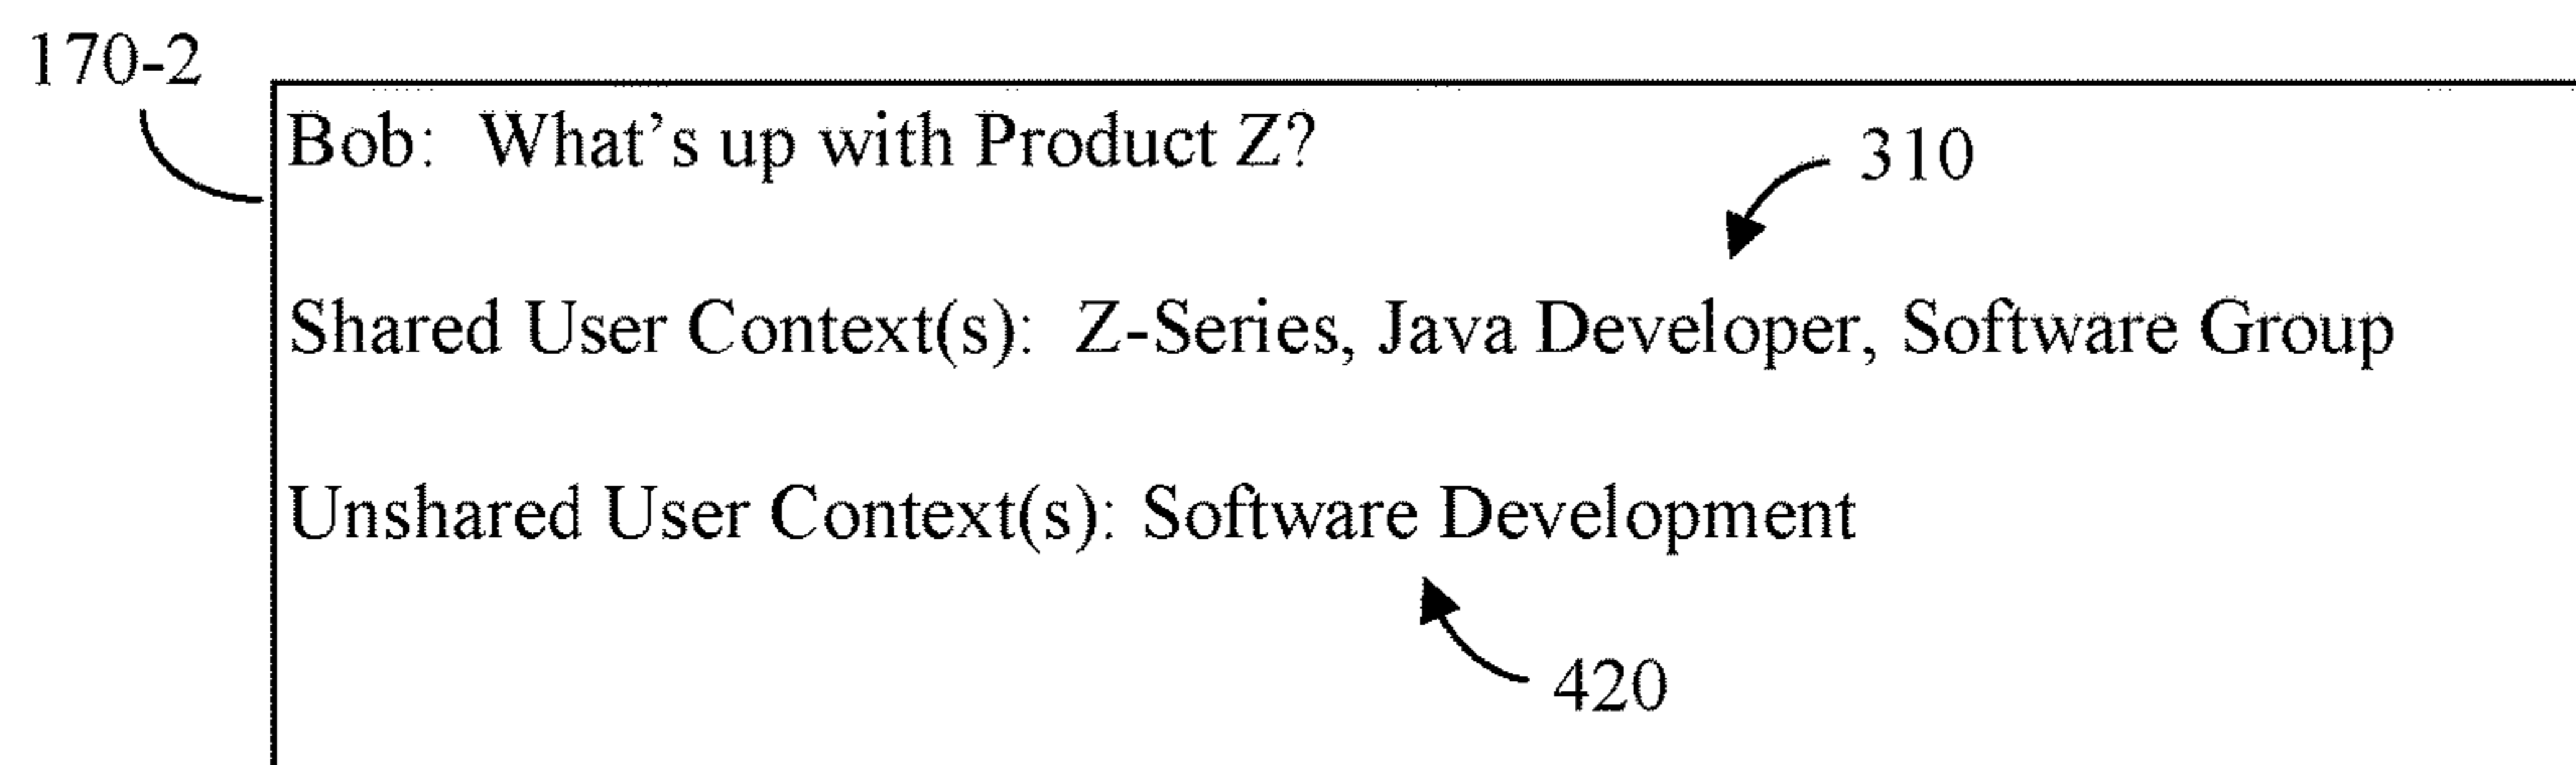 170-2
Bob: What's up with Product Z?
310
Shared User Context(s): Z-Series, Java Developer, Software Group
Unshared User Context(s): Software Development
420